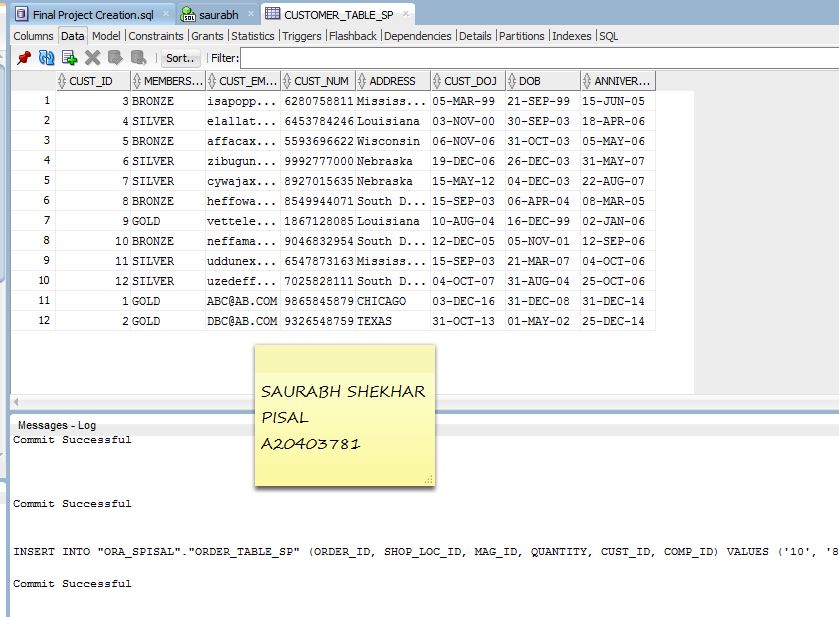 Final Project Creation.sql saurabh CUSTOMER_TABLE_SP
Columns Data Model Constraints Grants Statistics Triggers Flashback Dependencies Details Partitions Indexes SQL
Sort.. Filter:
CUST_ID MEMBERS... CUST_EM... CUST_NUM ADDRESS CUST_DOJ DOB ANNIVER...
1 3 BRONZE isapopp... 6280758811 Mississ... 05-MAR-99 21-SEP-99 15-JUN-05
2 4 SILVER elallat... 6453784246 Louisiana 03-NOV-00 30-SEP-03 18-APR-06
3 5 BRONZE affacax... 5593696622 Wisconsin 06-NOV-06 31-OCT-03 05-MAY-06
4 6 SILVER zibugun... 9992777000 Nebraska 19-DEC-06 26-DEC-03 31-MAY-07
5 7 SILVER cywajax... 8927015635 Nebraska 15-MAY-12 04-DEC-03 22-AUG-07
6 8 BRONZE heffowa... 8549944071 South D... 15-SEP-03 06-APR-04 08-MAR-05
7 9 GOLD vettele... 1867128085 Louisiana 10-AUG-04 16-DEC-99 02-JAN-06
8 10 BRONZE neffama... 9046832954 South D... 12-DEC-05 05-NOV-01 12-SEP-06
9 11 SILVER uddunex... 6547873163 Mississ... 15-SEP-03 21-MAR-07 04-OCT-06
10 12 SILVER uzedeff... 7025828111 South D... 04-OCT-07 31-AUG-04 25-OCT-06
11 1 GOLD ABC@AB.COM 9865845879 CHICAGO 03-DEC-16 31-DEC-08 31-DEC-14
12 2 GOLD DBC@AB.COM 9326548759 TEXAS 31-OCT-13 01-MAY-02 25-DEC-14
SAURABH SHEKHAR
PISAL
A20403781
Messages - Log
Commit Successful
Commit Successful
INSERT INTO "ORA_SPISAL"."ORDER_TABLE_SP" (ORDER_ID, SHOP_LOC_ID, MAG_ID, QUANTITY, CUST_ID, COMP_ID) VALUES ('10', '8
Commit Successful